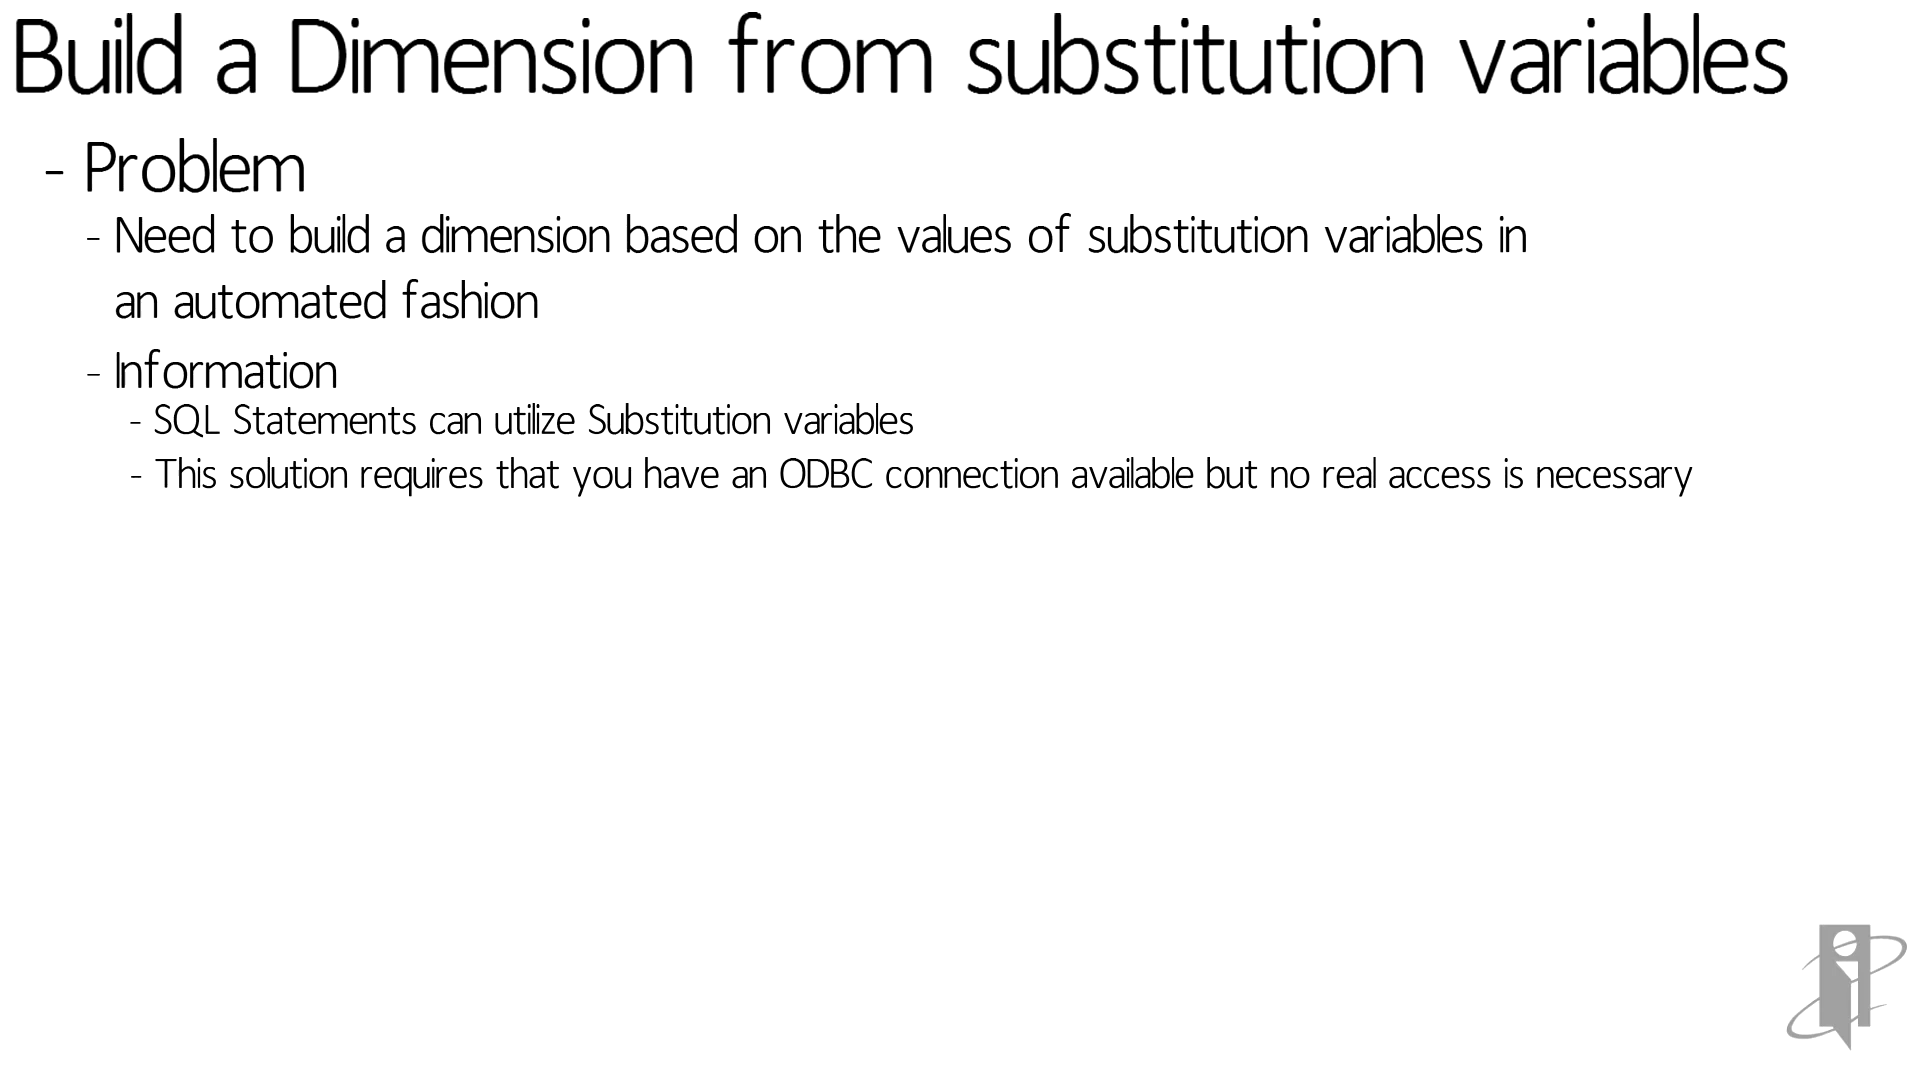 Build a Dimension from substitution variables
- Problem
- Need to build a dimension based on the values of substitution variables in
an automated fashion
- Information
- SQL Statements can utilize Substitution variables
- This solution requires that you have an ODBC connection available but no real access is necessary